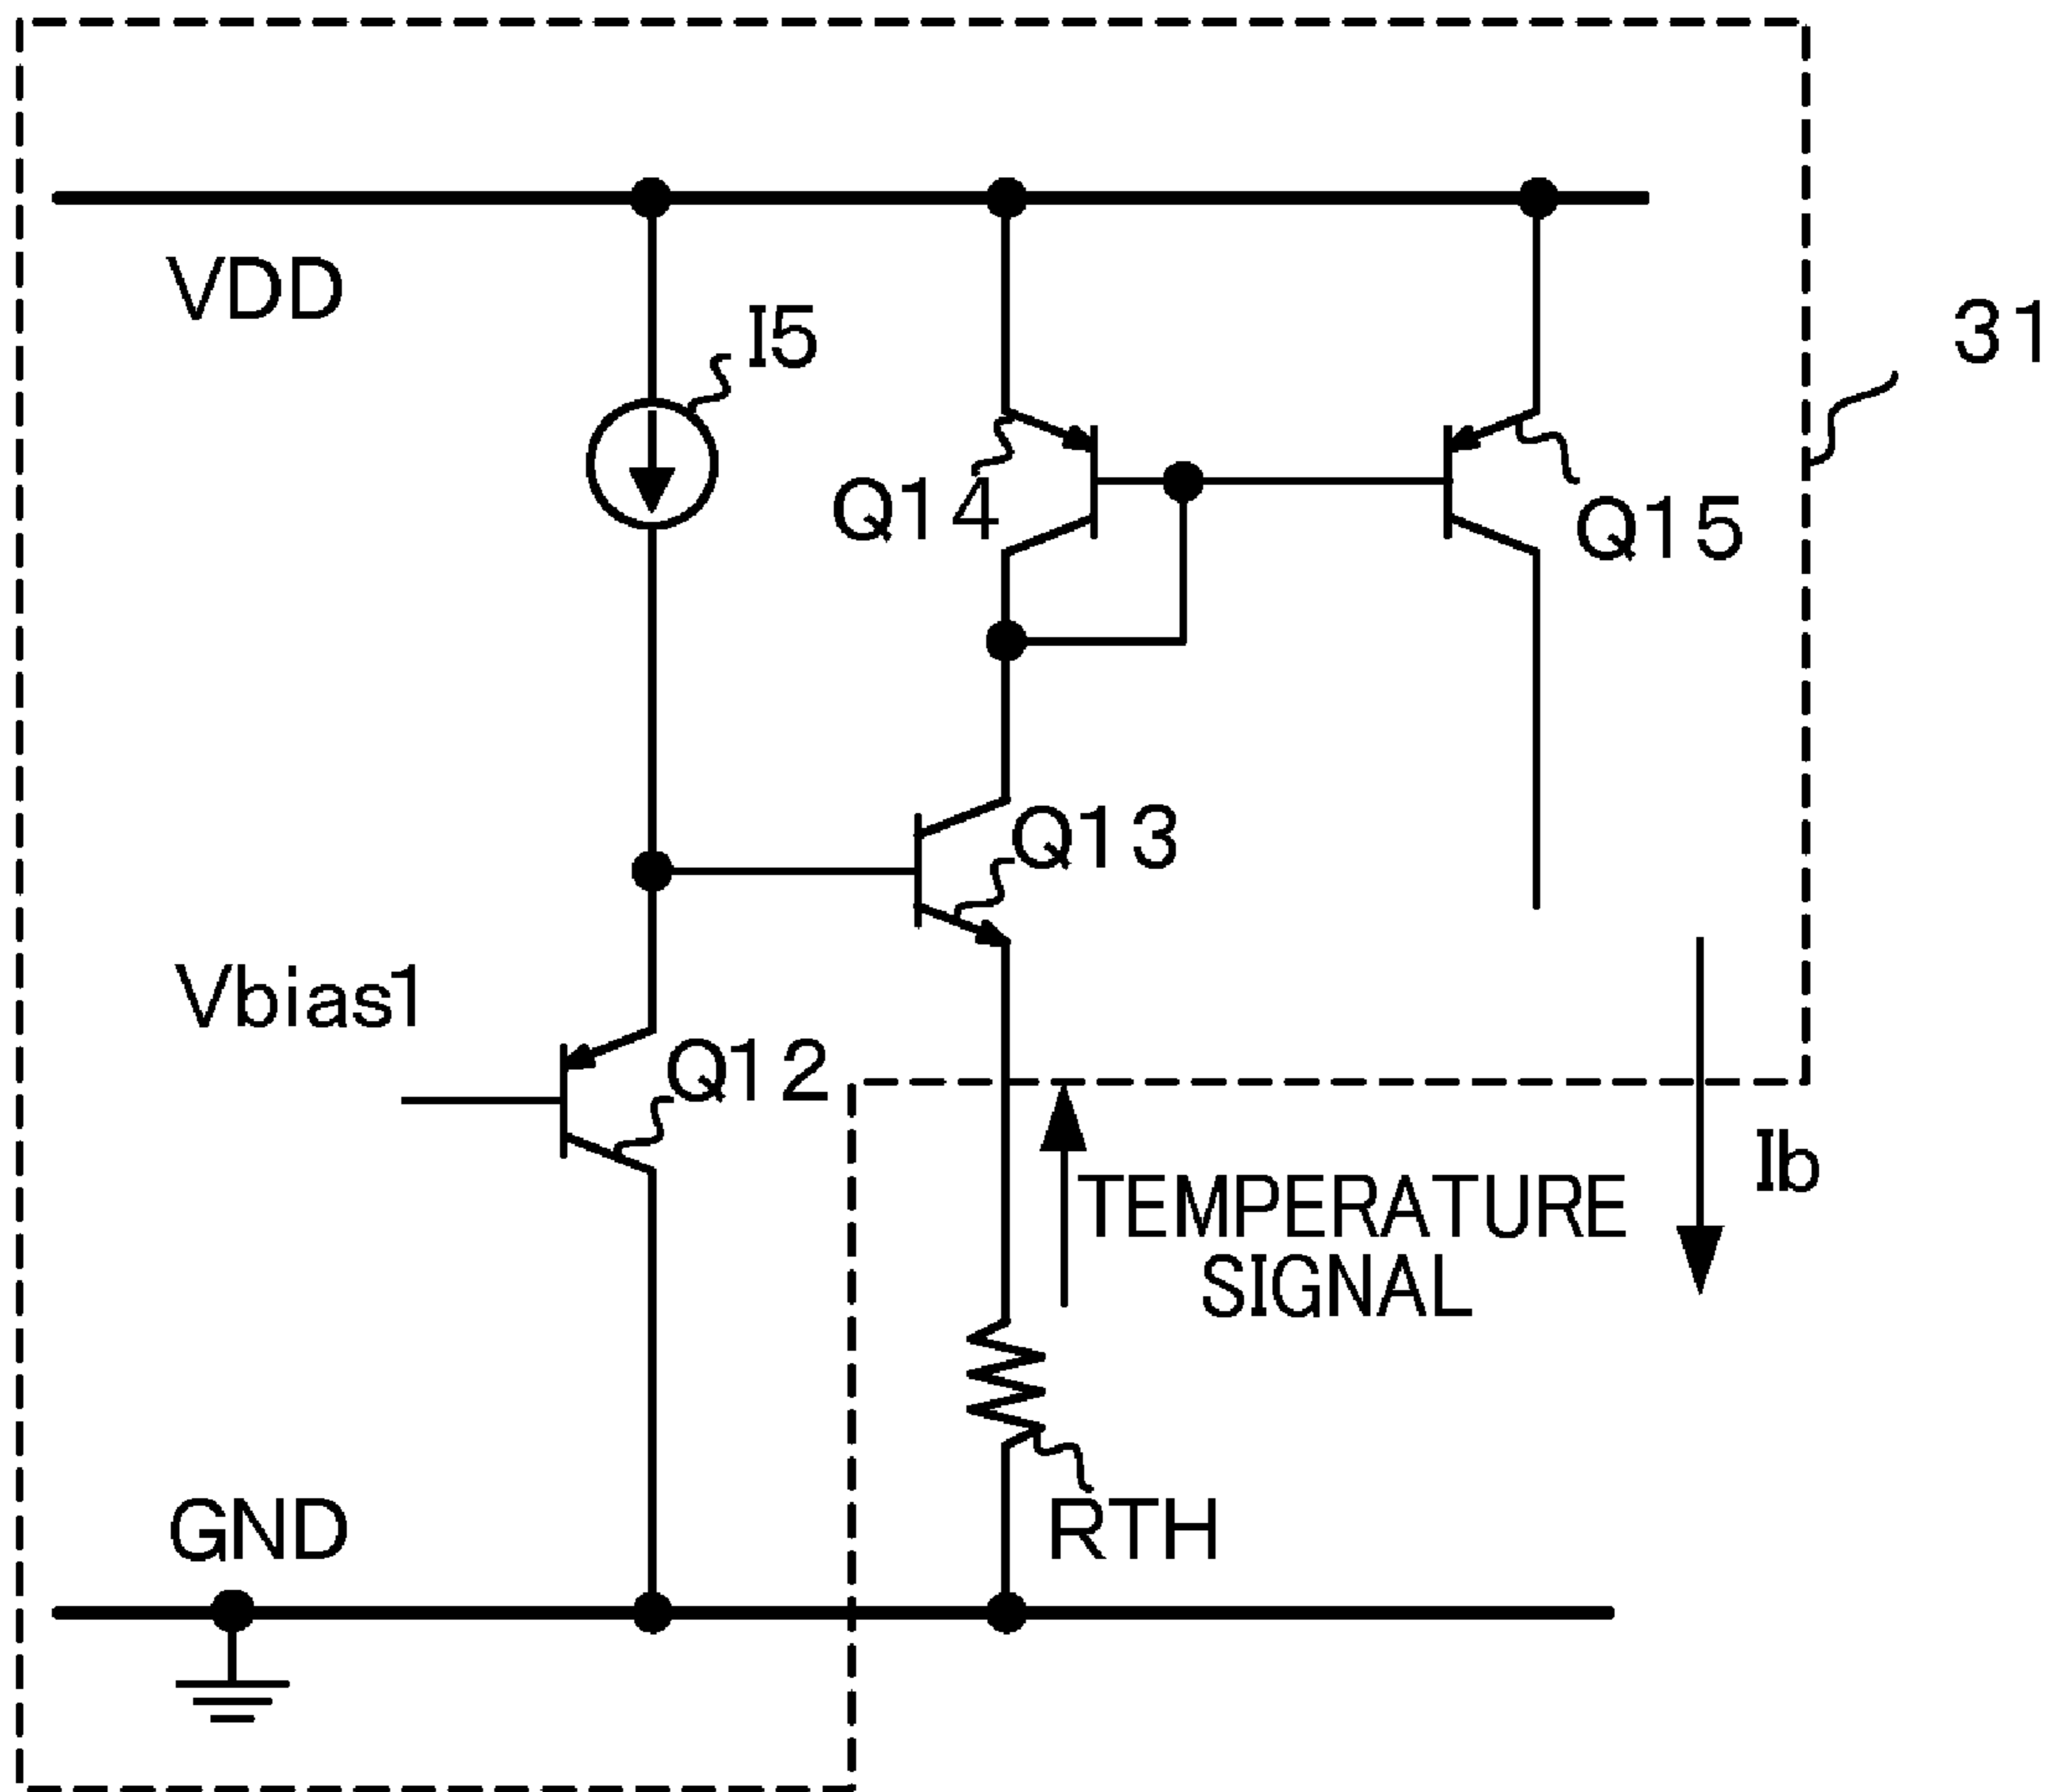 VDD
I5
31
Q14
Q15
Q13
Vbias1
Q12
Ib
TEMPERATURE
SIGNAL
GND
RTH